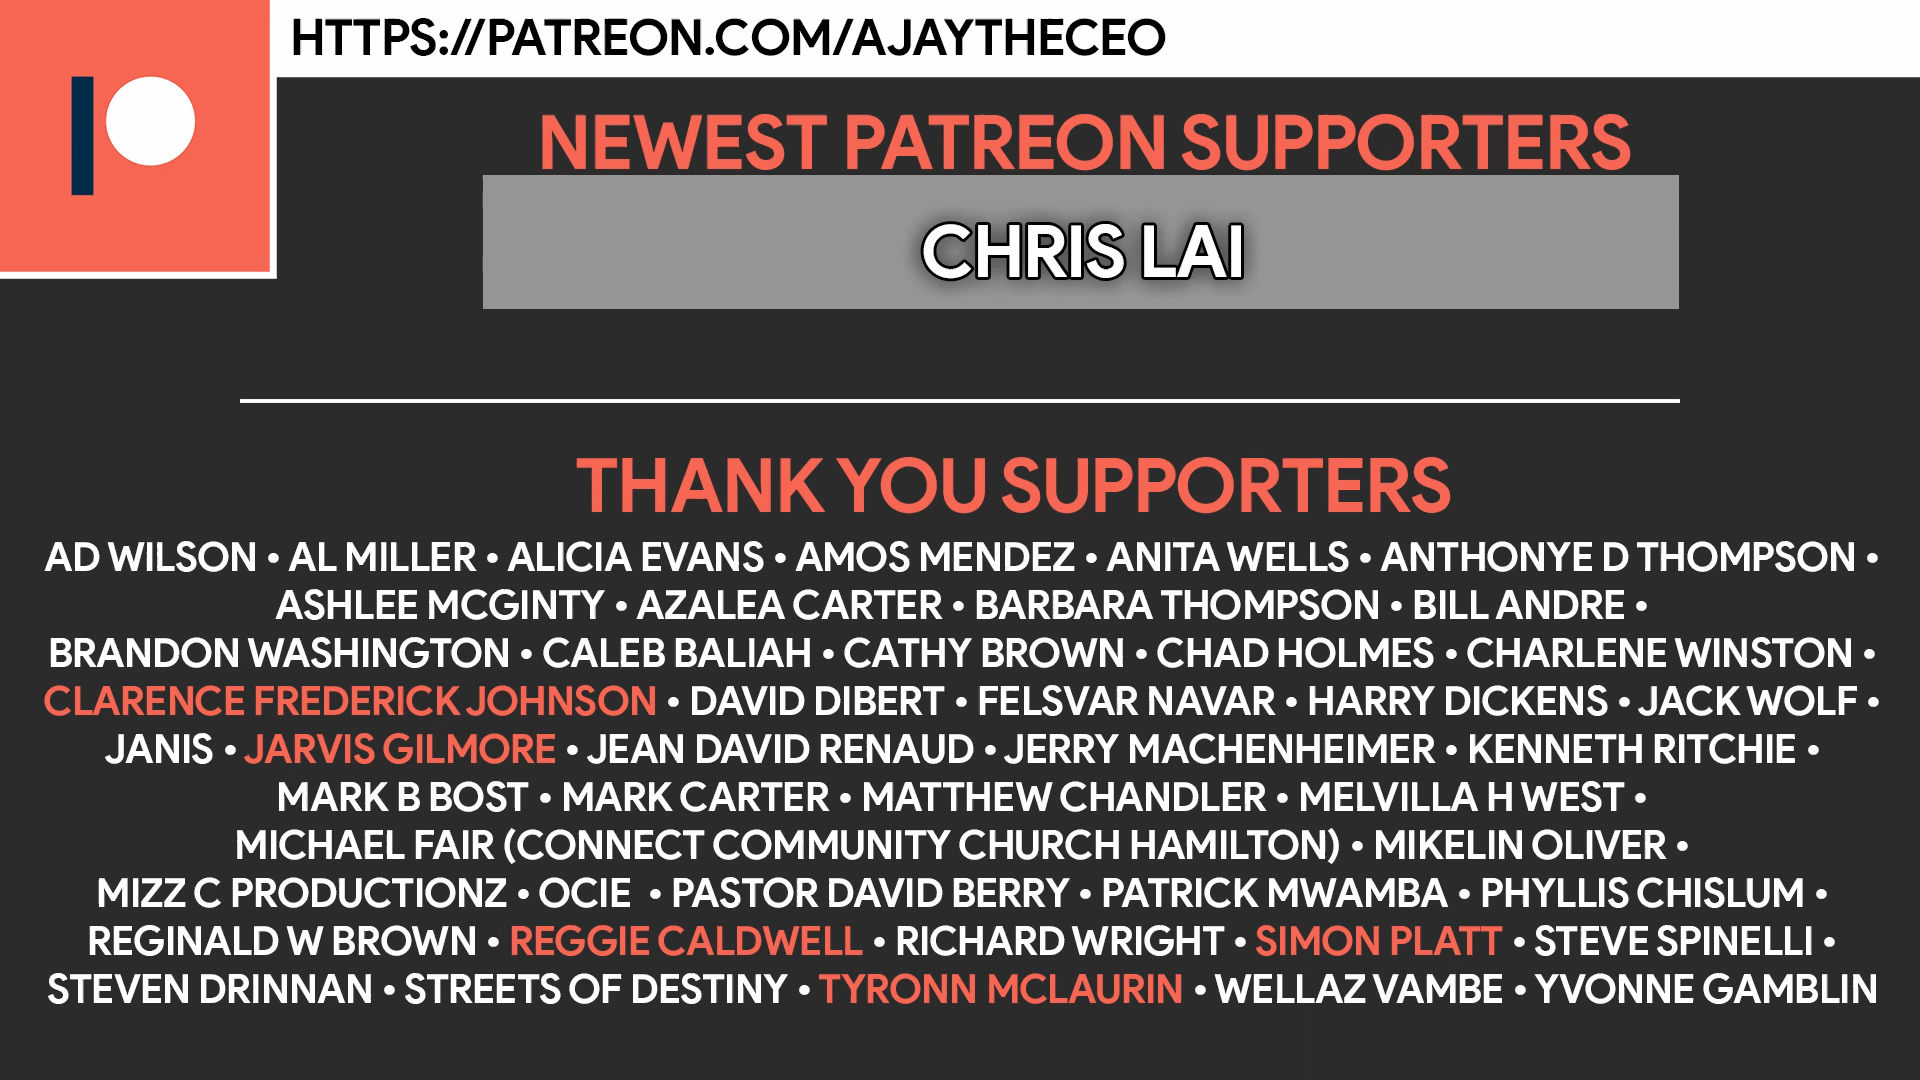 HTTPS://PATREON.COM/AJAYTHECEO
NEWEST PATREON SUPPORTERS
CHRIS LAI
THANK YOU SUPPORTERS
AD WILSON • AL MILLER • ALICIA EVANS • AMOS MENDEZ • ANITA WELLS • ANTHONYE D THOMPSON •
ASHLEE MCGINTY • AZALEA CARTER • BARBARA THOMPSON • BILL ANDRE •
BRANDON WASHINGTON • CALEB BALIAH • CATHY BROWN • CHAD HOLMES • CHARLENE WINSTON •
CLARENCE FREDERICK JOHNSON • DAVID DIBERT • FELSVAR NAVAR • HARRY DICKENS • JACK WOLF •
JANIS • JARVIS GILMORE • JEAN DAVID RENAUD • JERRY MACHENHEIMER • KENNETH RITCHIE •
MARK B BOST • MARK CARTER • MATTHEW CHANDLER • MELVILLA H WEST •
MICHAEL FAIR (CONNECT COMMUNITY CHURCH HAMILTON) • MIKELIN OLIVER •
MIZZ C PRODUCTIONZ • OCIE • PASTOR DAVID BERRY • PATRICK MWAMBA • PHYLLIS CHISLUM •
REGINALD W BROWN • REGGIE CALDWELL • RICHARD WRIGHT • SIMON PLATT • STEVE SPINELLI •
STEVEN DRINNAN • STREETS OF DESTINY • TYRONN MCLAURIN • WELLAZ VAMBE • YVONNE GAMBLIN